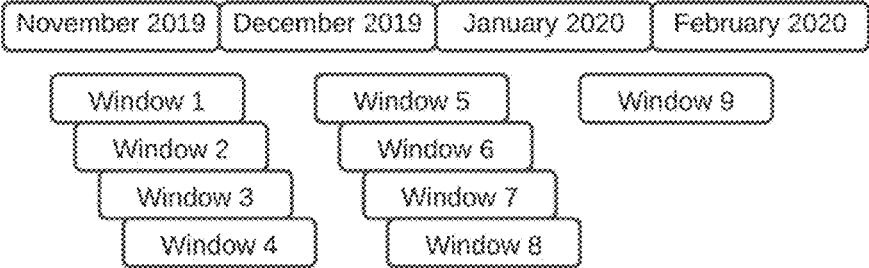 November 2019 December 2019 January 2020 February 2020
Window 1 Window 5 Window 9
Window 2 Window 6
Window 3 Window 7
Window 4 Window 8